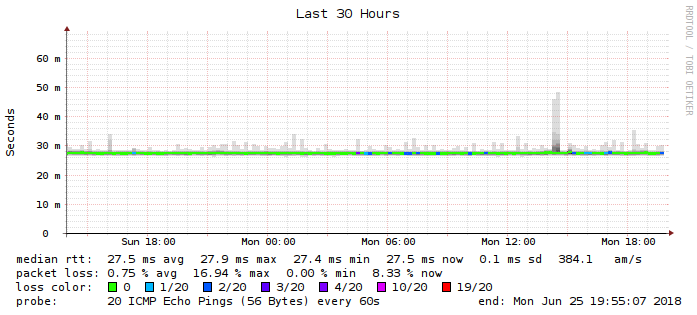 Last 30 Hours
RRDTOOL / TOBI OETIKER
Seconds
60 m
50 m
40 m
30 m
20 m
10 m
0
Sun 18:00 Mon 00:00 Mon 06:00 Mon 12:00 Mon 18:00
median rtt: 27.5 ms avg 27.9 ms max 27.4 ms min 27.5 ms now 0.1 ms sd 384.1 am/s
packet loss: 0.75 % avg 16.94 % max 0.00 % min 8.33 % now
loss color: 0 1/20 2/20 3/20 4/20 10/20 19/20
probe: 20 ICMP Echo Pings (56 Bytes) every 60s end: Mon Jun 25 19:55:07 2018